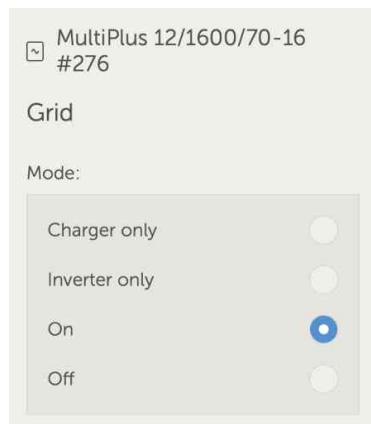 MultiPlus 12/1600/70-16
#276
Grid
Mode:
Charger only
Inverter only
On
Off